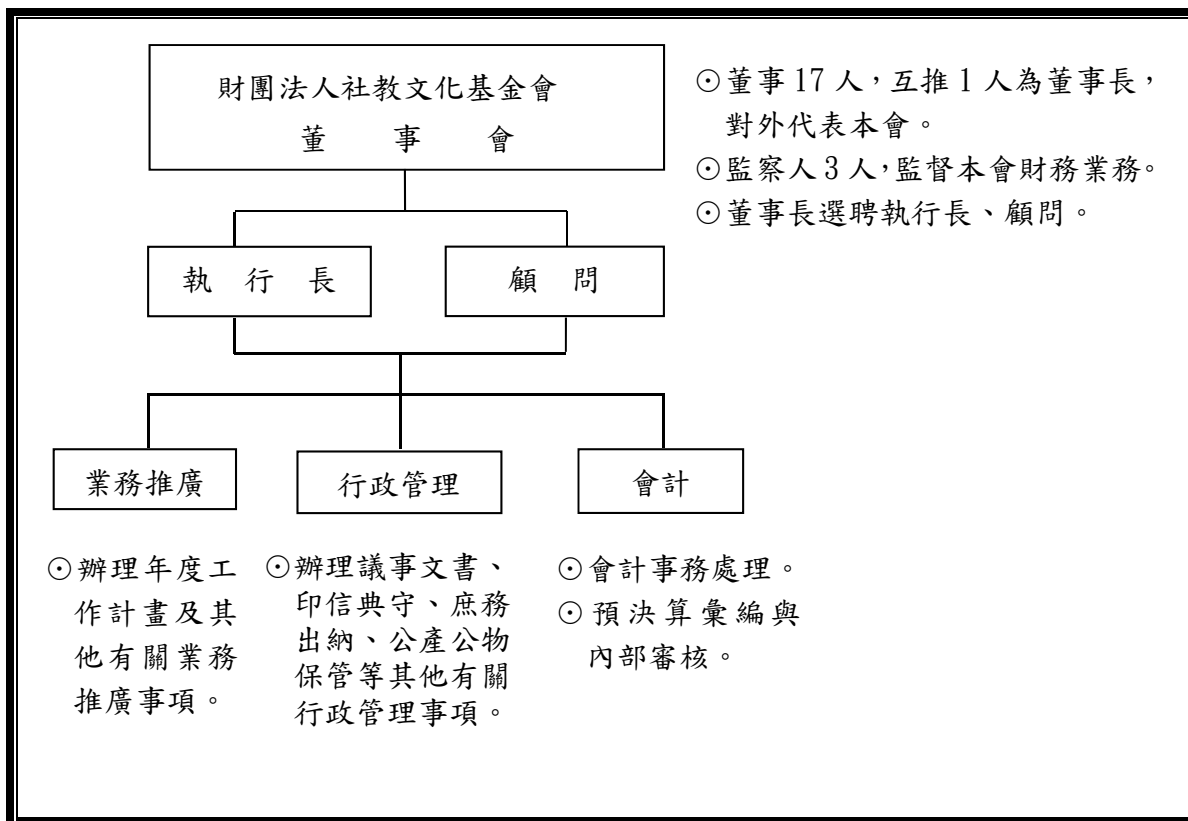 財團法人社教文化基金會
董事會
⊙董事 17 人，互推 1 人為董事長，
對外代表本會。
⊙監察人 3 人，監督本會財務業務。
⊙董事長選聘執行長、顧問。
執行長
顧問
業務推廣
行政管理
會計
⊙辦理年度工
作計畫及其
他有關業務
推廣事項。
⊙辦理議事文書、
印信典守、庶務
出納、公產公物
保管等其他有關
行政管理事項。
⊙會計事務處理。
⊙預決算彙編與
內部審核。